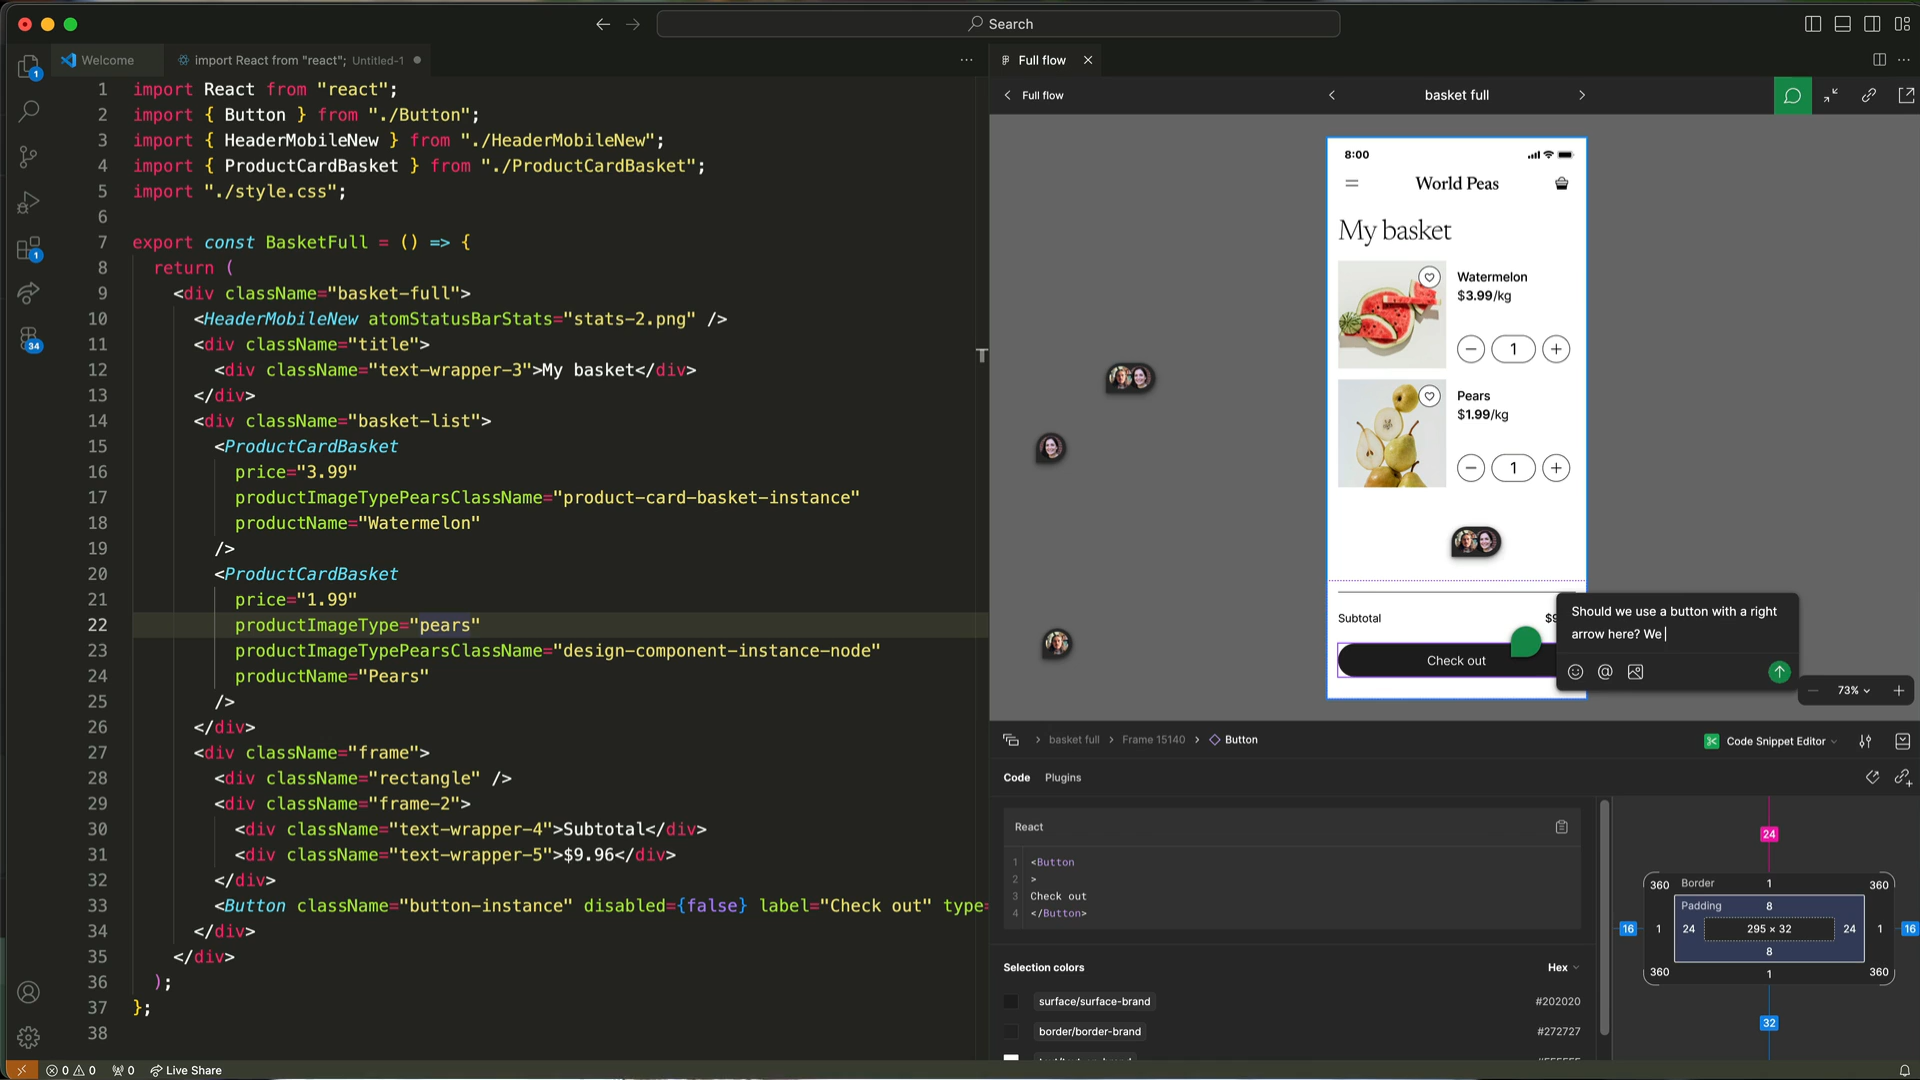 Search
Welcome
import React from "react"; Untitled-1
Full flow
1 import React from "react";
2 import { Button } from "./Button";
3 import { HeaderMobileNew } from "./HeaderMobileNew";
4 import { ProductCardBasket } from "./ProductCardBasket";
5 import "./style.css";
6
7 export const BasketFull = () => {
8 return (
9 <div className="basket-full">
10 <HeaderMobileNew atomStatusBarStats="stats-2.png" />
11 <div className="title">
12 <div className="text-wrapper-3">My basket</div>
13 </div>
14 <div className="basket-list">
15 <ProductCardBasket
16 price="3.99"
17 productImageTypePearsClassName="product-card-basket-instance"
18 productName="Watermelon"
19 />
20 <ProductCardBasket
21 price="1.99"
22 productImageType="pears"
23 productImageTypePearsClassName="design-component-instance-node"
24 productName="Pears"
25 />
26 </div>
27 <div className="frame">
28 <div className="rectangle" />
29 <div className="frame-2">
30 <div className="text-wrapper-4">Subtotal</div>
31 <div className="text-wrapper-5">$9.96</div>
32 </div>
33 <Button className="button-instance" disabled={false} label="Check out" type=
34 </div>
35 </div>
36 );
37 };
38
1
1
34
0 0 0 Live Share
Full flow
basket full
8:00
World Peas
My basket
Watermelon
$3.99/kg
1
Pears
$1.99/kg
1
Subtotal
Check out
Should we use a button with a right
arrow here? We
@
73%
basket full Frame 15140 Button
Code Snippet Editor
Code Plugins
React
1 <Button
2 >
3 Check out
4 </Button>
Selection colors
Hex
surface/surface-brand #202020
border/border-brand #272727
24
360 Border 1 360
Padding 8
16 1 24 295 × 32 24 1 16
8
360 1 360
32